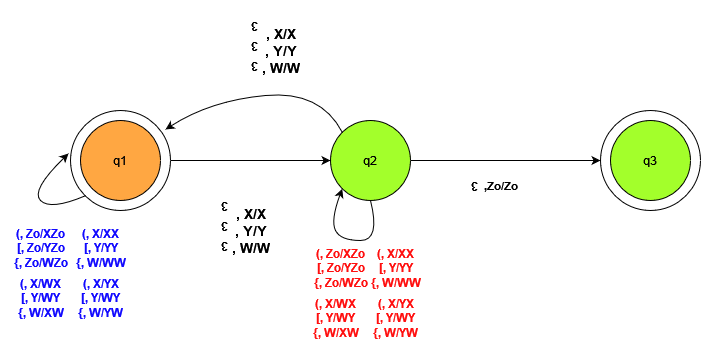 ε , X/X
ε , Y/Y
ε , W/W
q1
q2
q3
ε ,Zo/Zo
ε , X/X
ε , Y/Y
ε , W/W
(, Zo/XZo (, X/XX
[, Zo/YZo [, Y/YY
{, Zo/WZo {, W/WW
(, X/WX (, X/YX
[, Y/WY [, Y/WY
{, W/XW {, W/YW
(, Zo/XZo (, X/XX
[, Zo/YZo [, Y/YY
{, Zo/WZo {, W/WW
(, X/WX (, X/YX
[, Y/WY [, Y/WY
{, W/XW {, W/YW